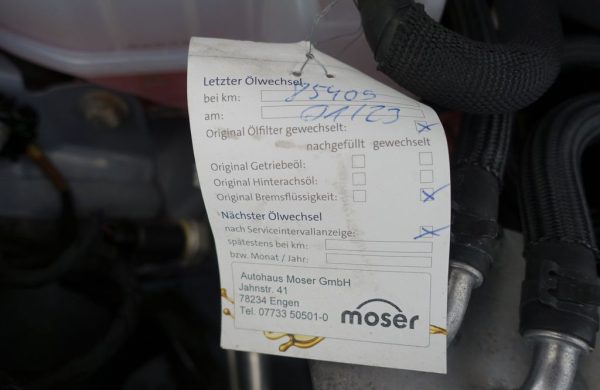 Letzter Ölwechsel
bei km: 95409
am: 01/23
Original Ölfilter gewechselt:
nachgefüllt gewechselt
Original Getriebeöl:
Original Hinterachsöl:
Original Bremsflüssigkeit:
Nächster Ölwechsel
nach Serviceintervallanzeige:
spätestens bei km:
bzw. Monat / Jahr:
Autohaus Moser GmbH
Jahnstr. 41
78234 Engen
Tel. 07733 50501-0
moser